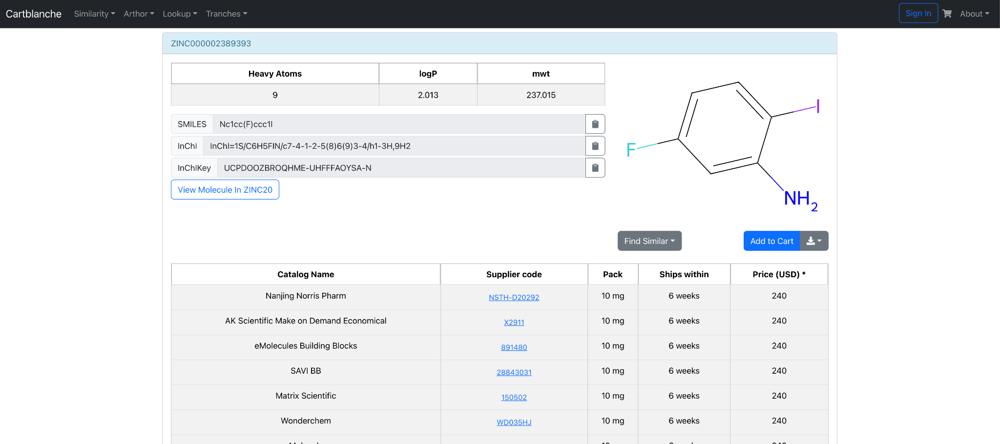 Cartblanche Similarity Arthor Lookup Tranches Sign In About
ZINC000002389393
Heavy Atoms logP mwt
9 2.013 237.015
SMILES Nc1cc(F)ccc1I
InChI InChI=1S/C6H5FIN/c7-4-1-2-5(8)6(9)3-4/h1-3H,9H2
InChIKey UCPDOOZBROQHME-UHFFFAOYSA-N
View Molecule In ZINC20
I
F
NH2
Find Similar Add to Cart
Catalog Name Supplier code Pack Ships within Price (USD) *
Nanjing Norris Pharm NSTH-D20292 10 mg 6 weeks 240
AK Scientific Make on Demand Economical X2911 10 mg 6 weeks 240
eMolecules Building Blocks 891480 10 mg 6 weeks 240
SAVI BB 28843031 10 mg 6 weeks 240
Matrix Scientific 150502 10 mg 6 weeks 240
Wonderchem WD035HJ 10 mg 6 weeks 240